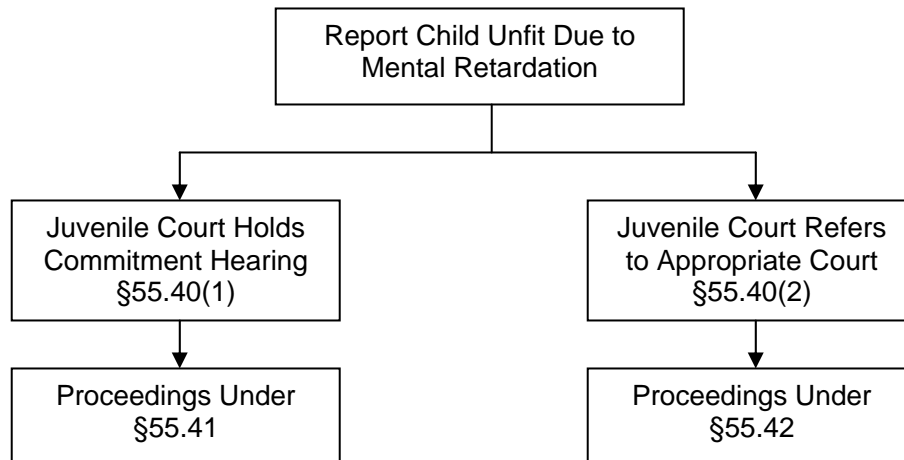 Report Child Unfit Due to
Mental Retardation
Juvenile Court Holds
Commitment Hearing
§55.40(1)
Juvenile Court Refers
to Appropriate Court
§55.40(2)
Proceedings Under
§55.41
Proceedings Under
§55.42